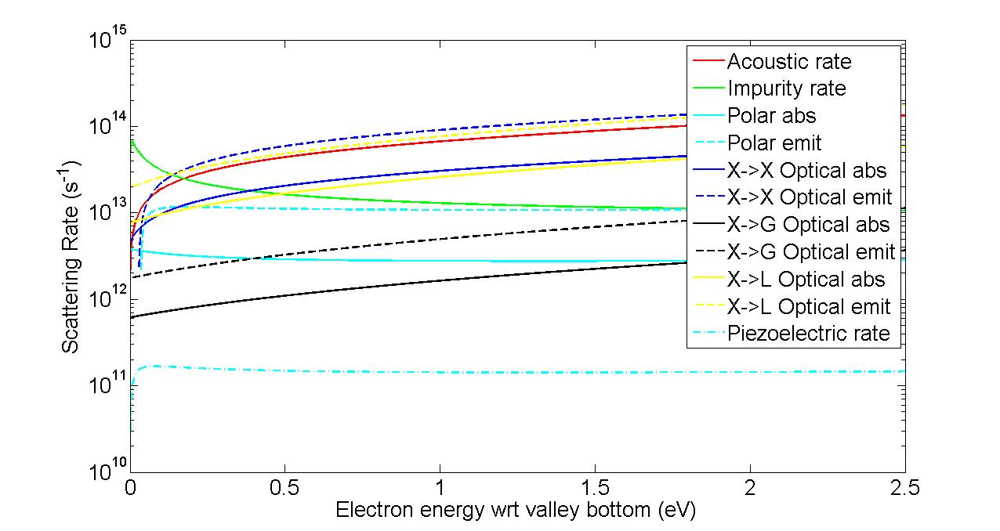 10^15
10^14
10^13
10^12
10^11
10^10
Scattering Rate (s^-1)
0 0.5 1 1.5 2 2.5
Electron energy wrt valley bottom (eV)
Acoustic rate
Impurity rate
Polar abs
Polar emit
X->X Optical abs
X->X Optical emit
X->G Optical abs
X->G Optical emit
X->L Optical abs
X->L Optical emit
Piezoelectric rate